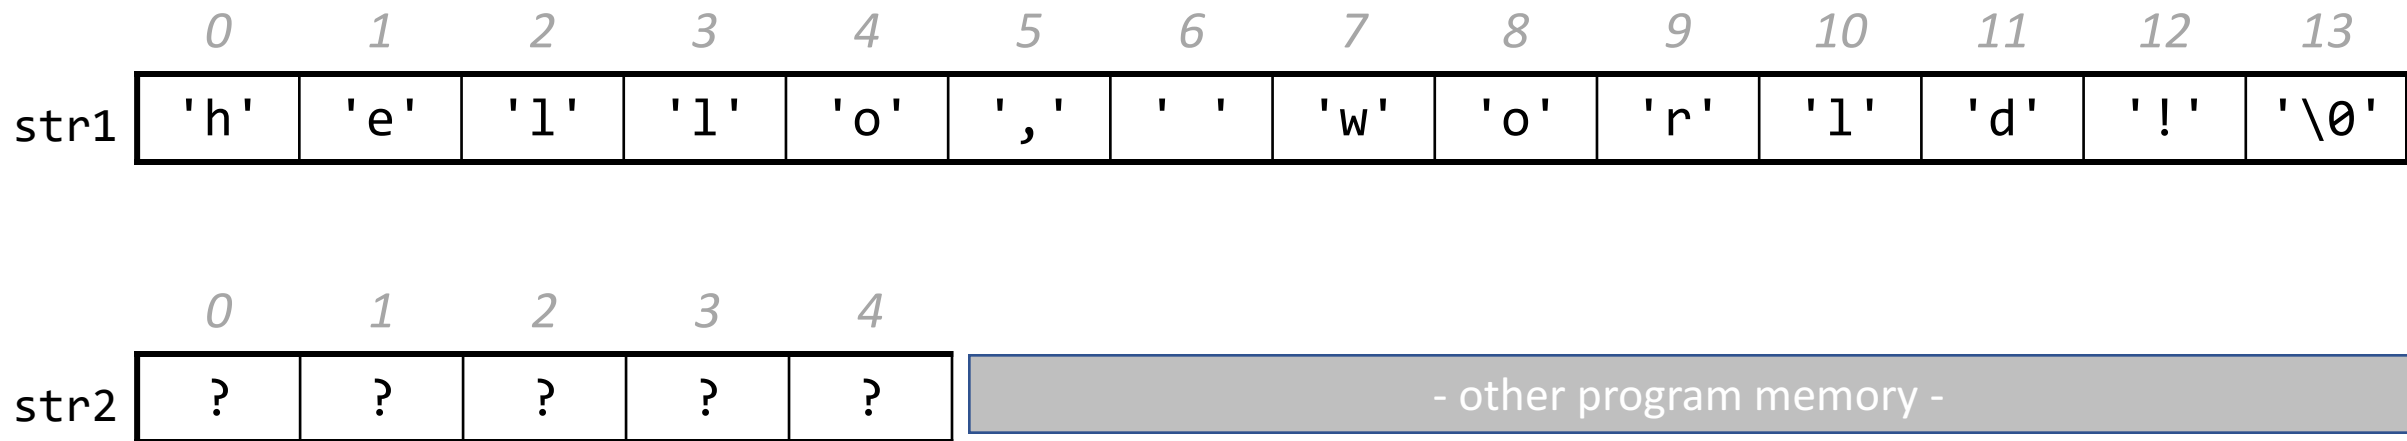 0 1 2 3 4 5 6 7 8 9 10 11 12 13
str1 'h' 'e' 'l' 'l' 'o' ',' ' ' 'w' 'o' 'r' 'l' 'd' '!' '\0'
0 1 2 3 4
str2 ? ? ? ? ? - other program memory -